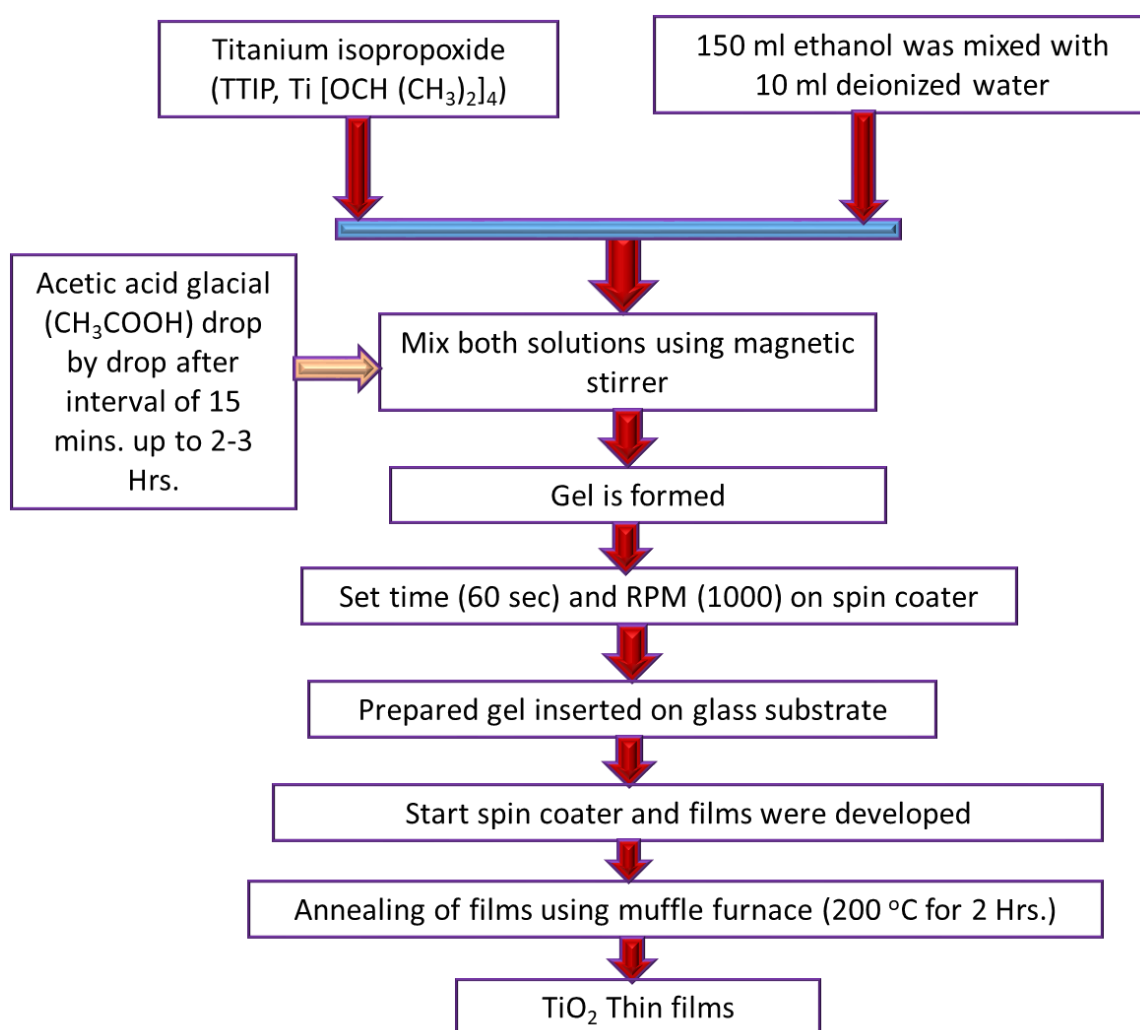 Titanium isopropoxide
(TTIP, Ti [OCH (CH₃)₂]₄)
150 ml ethanol was mixed with
10 ml deionized water
Acetic acid glacial
(CH₃COOH) drop
by drop after
interval of 15
mins. up to 2-3
Hrs.
Mix both solutions using magnetic
stirrer
Gel is formed
Set time (60 sec) and RPM (1000) on spin coater
Prepared gel inserted on glass substrate
Start spin coater and films were developed
Annealing of films using muffle furnace (200 °C for 2 Hrs.)
TiO₂ Thin films